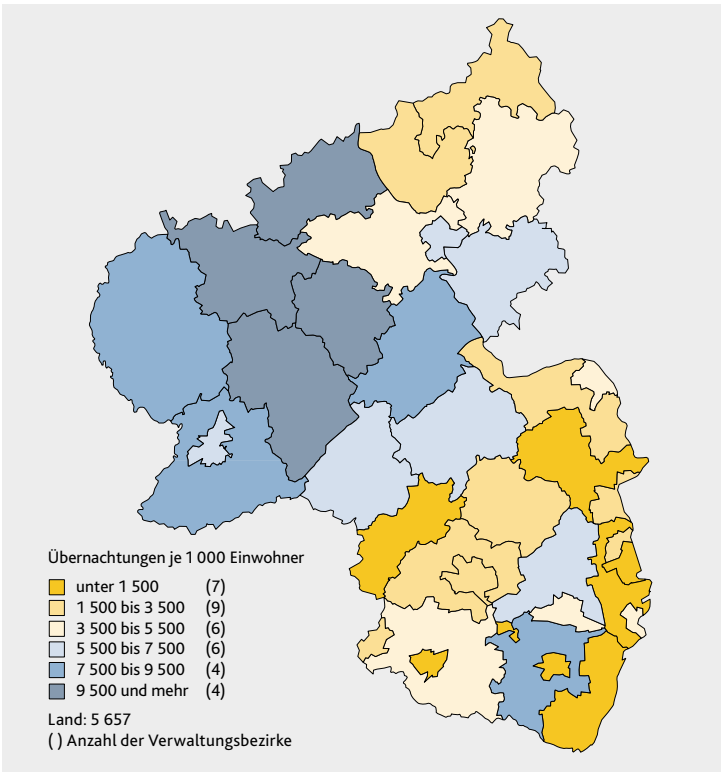 Übernachtungen je 1 000 Einwohner
unter 1 500 (7)
1 500 bis 3 500 (9)
3 500 bis 5 500 (6)
5 500 bis 7 500 (6)
7 500 bis 9 500 (4)
9 500 und mehr (4)
Land: 5 657
( ) Anzahl der Verwaltungsbezirke